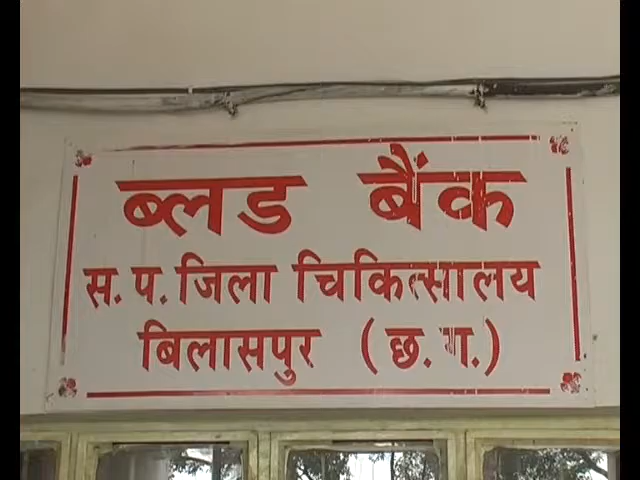 ब्लड बैंक
स. प. जिला चिकित्सालय
बिलासपुर (छ. ग.)